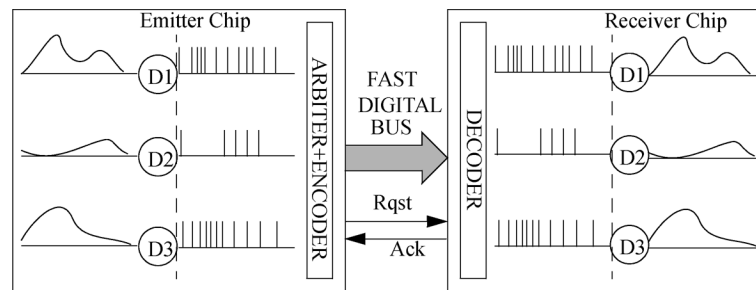 Emitter Chip
Receiver Chip
D1
D2
D3
ARBITER+ENCODER
FAST
DIGITAL
BUS
Rqst
Ack
DECODER
D1
D2
D3